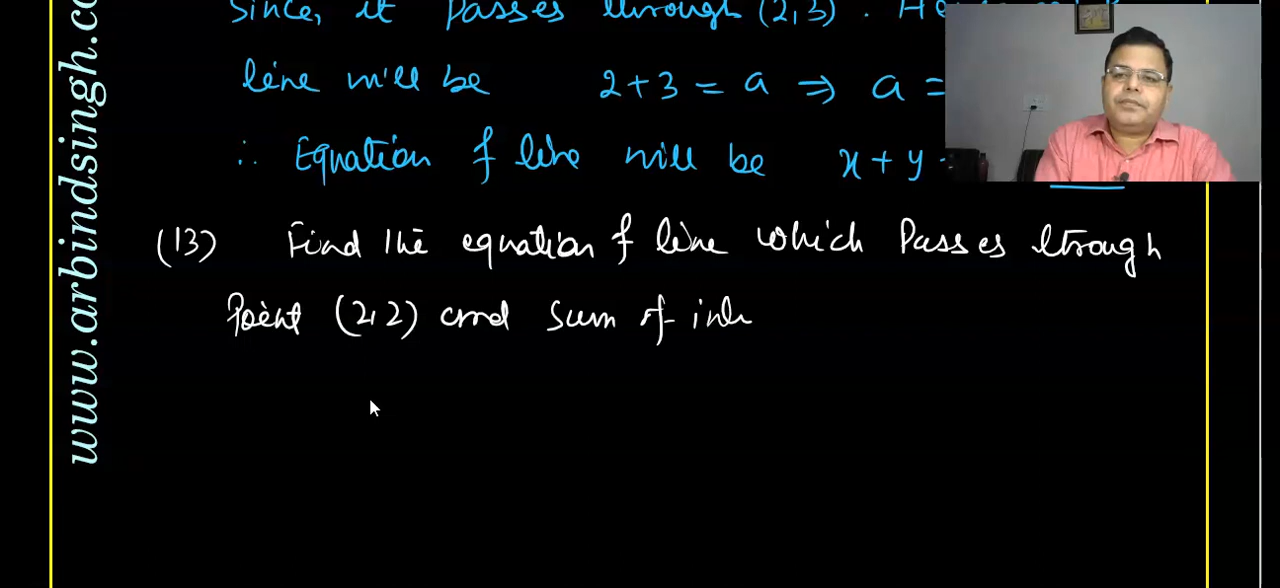 Since, it passes through (2,3).
line will be 2+3 = a ⇒ a =
∴ Equation of line will be x + y
(13) Find the equation of line which passes through
Point (2,2) and sum of inte
www.arbindsingh.co